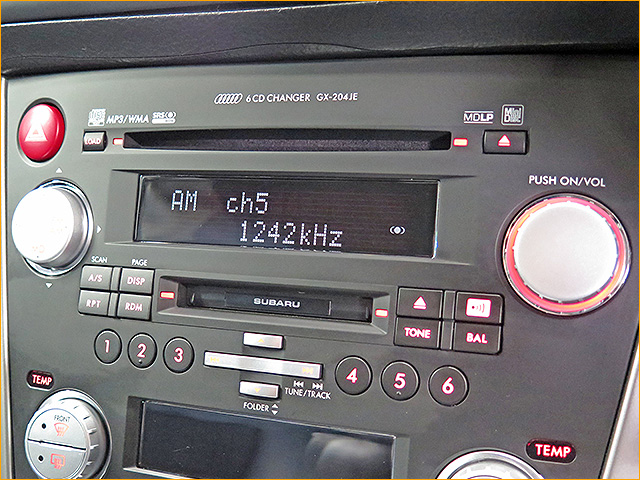 6 CD CHANGER GX-204JE
MP3/WMA
SRS
MDLP
LOAD
PUSH ON/VOL
AM ch5
1242kHz
SCAN PAGE
A/S DISP
RPT RDM
SUBARU
TONE BAL
1 2 3
4 5 6
TUNE/TRACK
FOLDER
TEMP
FRONT
TEMP